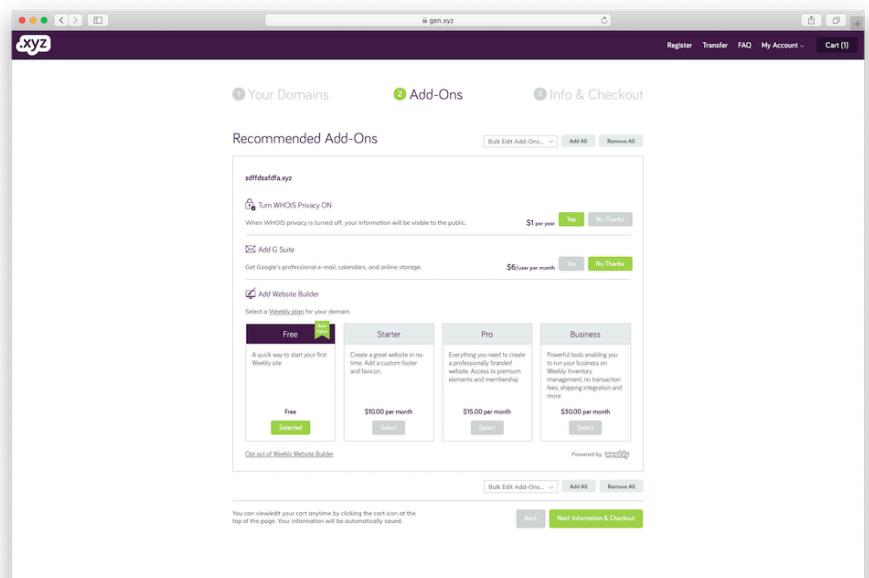 gen.xyz
.xyz
Register Transfer FAQ My Account Cart (1)
1 Your Domains 2 Add-Ons 3 Info & Checkout
Recommended Add-Ons
Bulk Edit Add-Ons... Add All Remove All
sdffdsafdfa.xyz
Turn WHOIS Privacy ON
When WHOIS privacy is turned off, your information will be visible to the public. $1 per year Yes No Thanks
Add G Suite
Get Google's professional e-mail, calendars, and online storage. $6/user per month Yes No Thanks
Add Website Builder
Select a Weebly plan for your domain.
Free Best Value Starter Pro Business
A quick way to start your first
Weebly site
Create a great website in no-
time. Add a custom footer
and favicon.
Everything you need to create
a professionally branded
website. Access to premium
elements and membership.
Powerful tools enabling you
to run your business on
Weebly. Inventory
management, no transaction
fees, shipping integration and
more.
Free $10.00 per month $15.00 per month $30.00 per month
Selected Select Select Select
Opt out of Weebly Website Builder Powered by weebly
Bulk Edit Add-Ons... Add All Remove All
You can view/edit your cart anytime by clicking the cart icon at the
top of the page. Your information will be automatically saved.
Back Next: Information & Checkout